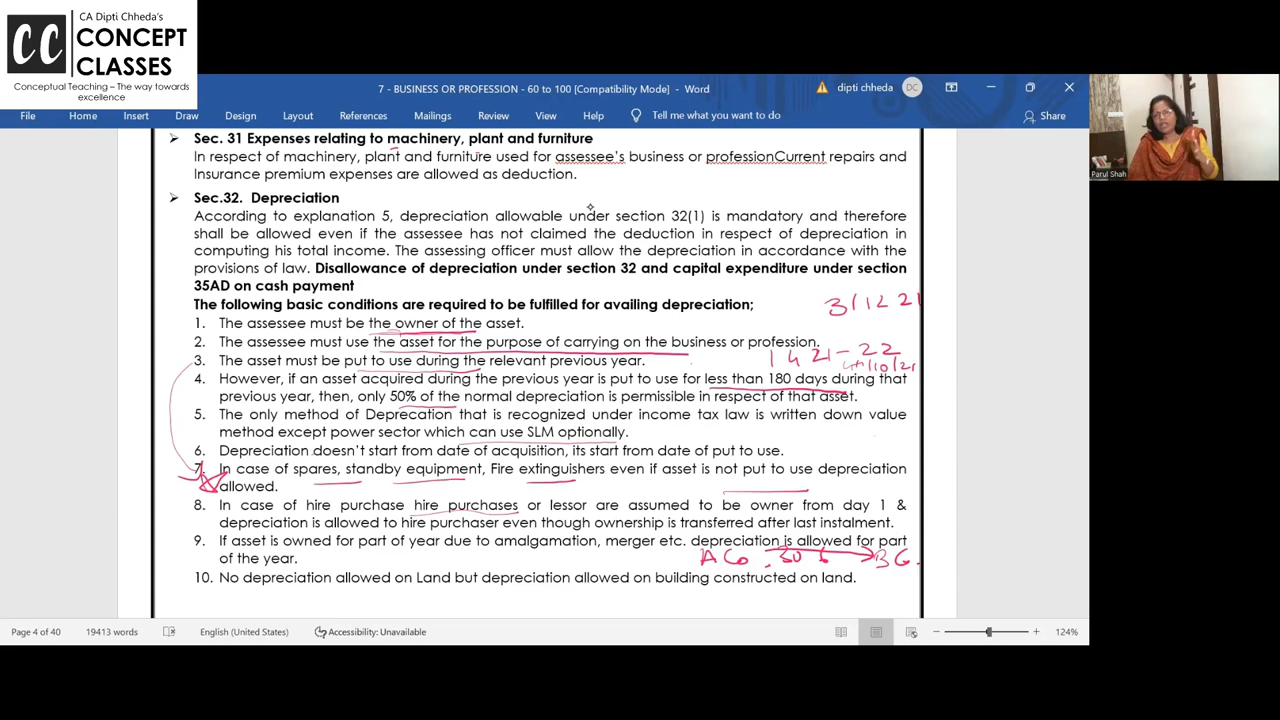 CA Dipti Chheda's
CONCEPT
CLASSES
Conceptual Teaching – The way towards
excellence
7 - BUSINESS OR PROFESSION - 60 to 100 [Compatibility Mode] - Word
dipti chheda
DC
File Home Insert Draw Design Layout References Mailings Review View Help Tell me what you want to do Share
Parul Shah
➤ Sec. 31 Expenses relating to machinery, plant and furniture
In respect of machinery, plant and furniture used for assessee's business or professionCurrent repairs and
Insurance premium expenses are allowed as deduction.
➤ Sec.32. Depreciation
According to explanation 5, depreciation allowable under section 32(1) is mandatory and therefore
shall be allowed even if the assessee has not claimed the deduction in respect of depreciation in
computing his total income. The assessing officer must allow the depreciation in accordance with the
provisions of law. Disallowance of depreciation under section 32 and capital expenditure under section
35AD on cash payment
The following basic conditions are required to be fulfilled for availing depreciation;
1. The assessee must be the owner of the asset.
2. The assessee must use the asset for the purpose of carrying on the business or profession.
1 4 21 - 22
3. The asset must be put to use during the relevant previous year.
4. However, if an asset acquired during the previous year is put to use for less than 180 days during that
previous year, then, only 50% of the normal depreciation is permissible in respect of that asset.
5. The only method of Deprecation that is recognized under income tax law is written down value
method except power sector which can use SLM optionally.
6. Depreciation doesn't start from date of acquisition, its start from date of put to use.
7. In case of spares, standby equipment, Fire extinguishers even if asset is not put to use depreciation
allowed.
8. In case of hire purchase hire purchases or lessor are assumed to be owner from day 1 &
depreciation is allowed to hire purchaser even though ownership is transferred after last instalment.
9. If asset is owned for part of year due to amalgamation, merger etc. depreciation is allowed for part
of the year.
A Co 30 6 B Co.
10. No depreciation allowed on Land but depreciation allowed on building constructed on land.
Page 4 of 40 19413 words English (United States) Accessibility: Unavailable 124%